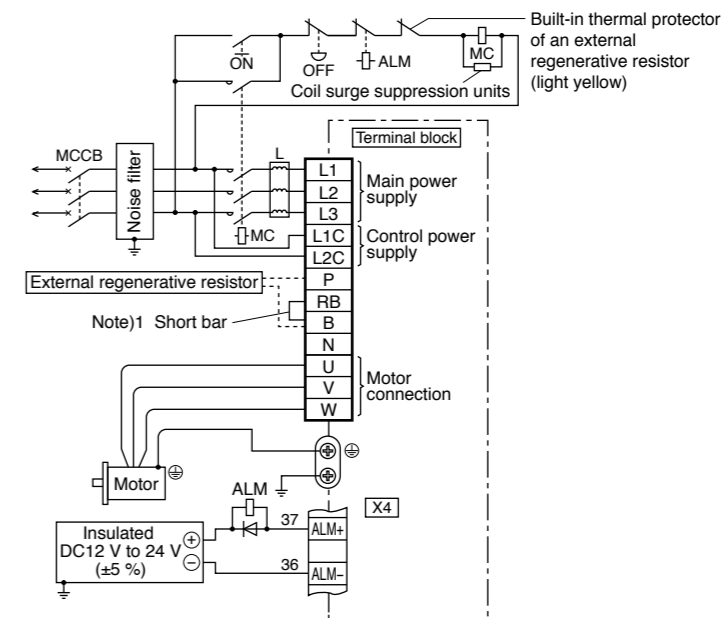 Built-in thermal protector
of an external
regenerative resistor
(light yellow)
ON
OFF
ALM
MC
Coil surge suppression units
Terminal block
MCCB
Noise filter
L
MC
L1
L2
L3
Main power
supply
L1C
L2C
Control power
supply
External regenerative resistor
P
RB
Note)1 Short bar
B
N
U
V
W
Motor
connection
Motor
ALM
X4
Insulated
DC12 V to 24 V
(±5 %)
+
−
37
ALM+
36
ALM−